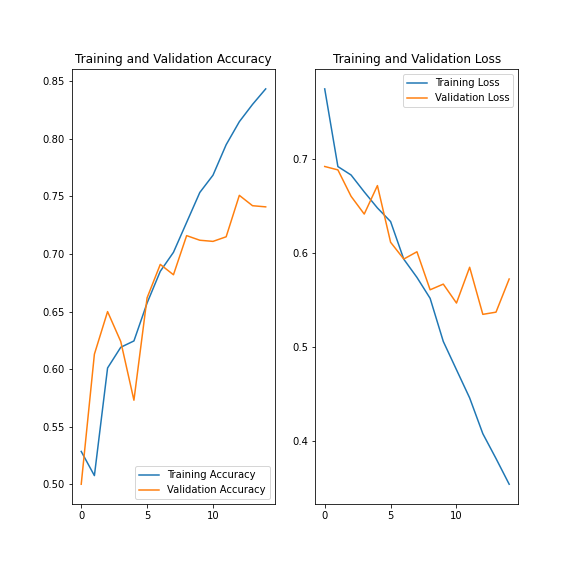 Training and Validation Accuracy
0.85
0.80
0.75
0.70
0.65
0.60
0.55
0.50
0 5 10
Training Accuracy
Validation Accuracy
Training and Validation Loss
0.7
0.6
0.5
0.4
0 5 10
Training Loss
Validation Loss